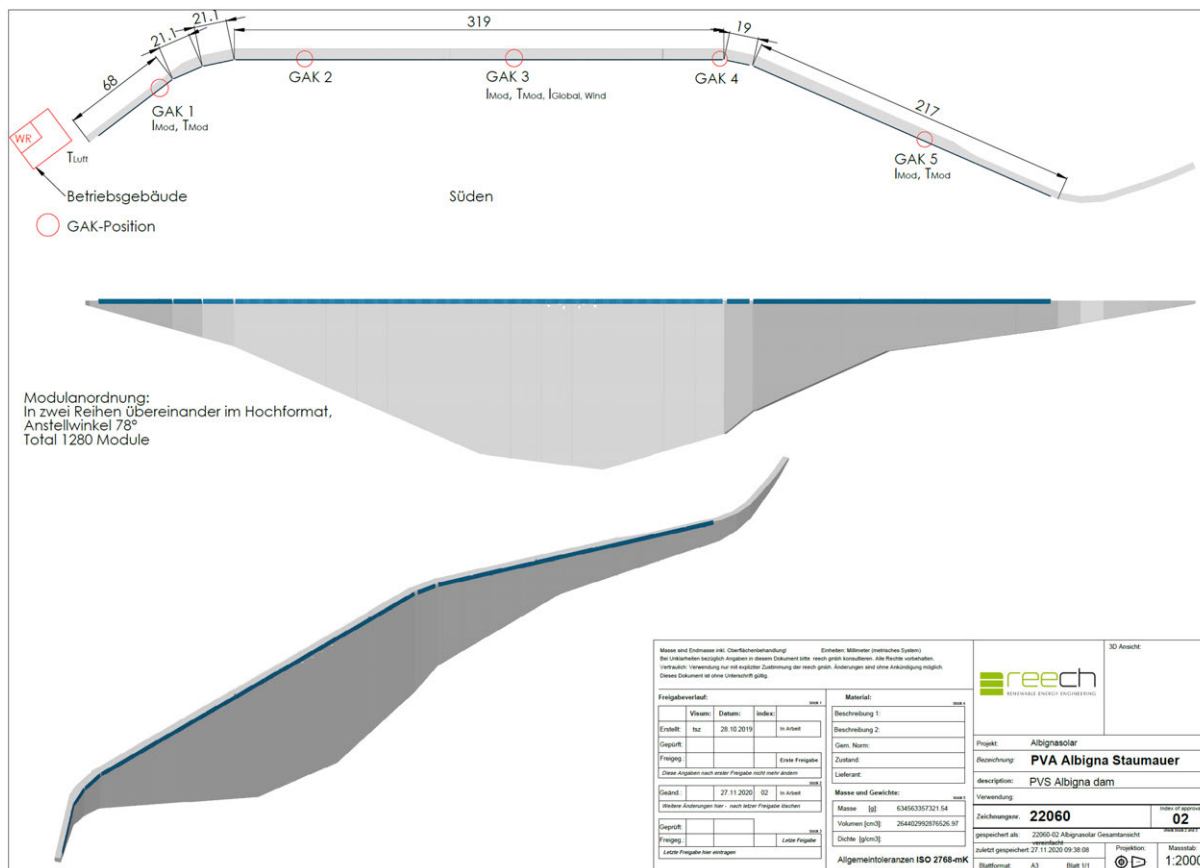 21.1
21.1
319
19
68
217
GAK 1
IMod, TMod
GAK 2
GAK 3
IMod, TMod, IGlobal, Wind
GAK 4
GAK 5
IMod, TMod
WR
TLuft
Betriebsgebäude
Süden
GAK-Position
Modulanordnung:
In zwei Reihen übereinander im Hochformat,
Anstellwinkel 78°
Total 1280 Module
Masse sind Endmasse inkl. Oberflächenbehandlung! Einheiten: Millimeter (metrisches System)
Bei Unklarheiten bezüglich Angaben in diesem Dokument bitte reech gmbh konsultieren. Alle Rechte vorbehalten.
Vertraulich: Verwendung nur mit expliziter Zustimmung der reech gmbh. Änderungen sind ohne Ankündigung möglich.
Dieses Dokument ist ohne Unterschrift gültig.
Freigabeverlauf:
Visum: Datum: Index:
Erstellt: tsz 28.10.2019 In Arbeit
Geprüft:
Freigeg.: Erste Freigabe
Diese Angaben nach erster Freigabe nicht mehr ändern
Geänd.: 27.11.2020 02 In Arbeit
Weitere Änderungen hier - nach letzer Freigabe löschen
Geprüft:
Freigeg.: Letze Freigabe
Letzte Freigabe hier eintragen
Material:
Beschreibung 1:
Beschreibung 2:
Gem. Norm:
Zustand:
Lieferant:
Masse und Gewichte:
Masse [g]: 634563357321.54
Volumen [cm3]: 264402992876526.97
Dichte [g/cm3]:
Allgemeintoleranzen ISO 2768-mK
reech
RENEWABLE ENERGY ENGINEERING
3D Ansicht:
Projekt: Albignasolar
Bezeichnung: PVA Albigna Staumauer
description: PVS Albigna dam
Verwendung:
Zeichnungsnr. 22060
Index of approval
02
gespeichert als: 22060-02 Albignasolar Gesamtansicht
vereinfacht
zuletzt gespeichert: 27.11.2020 09:38:08
Projektion:
Massstab:
1:2000
Blattformat: A3 Blatt 1/1